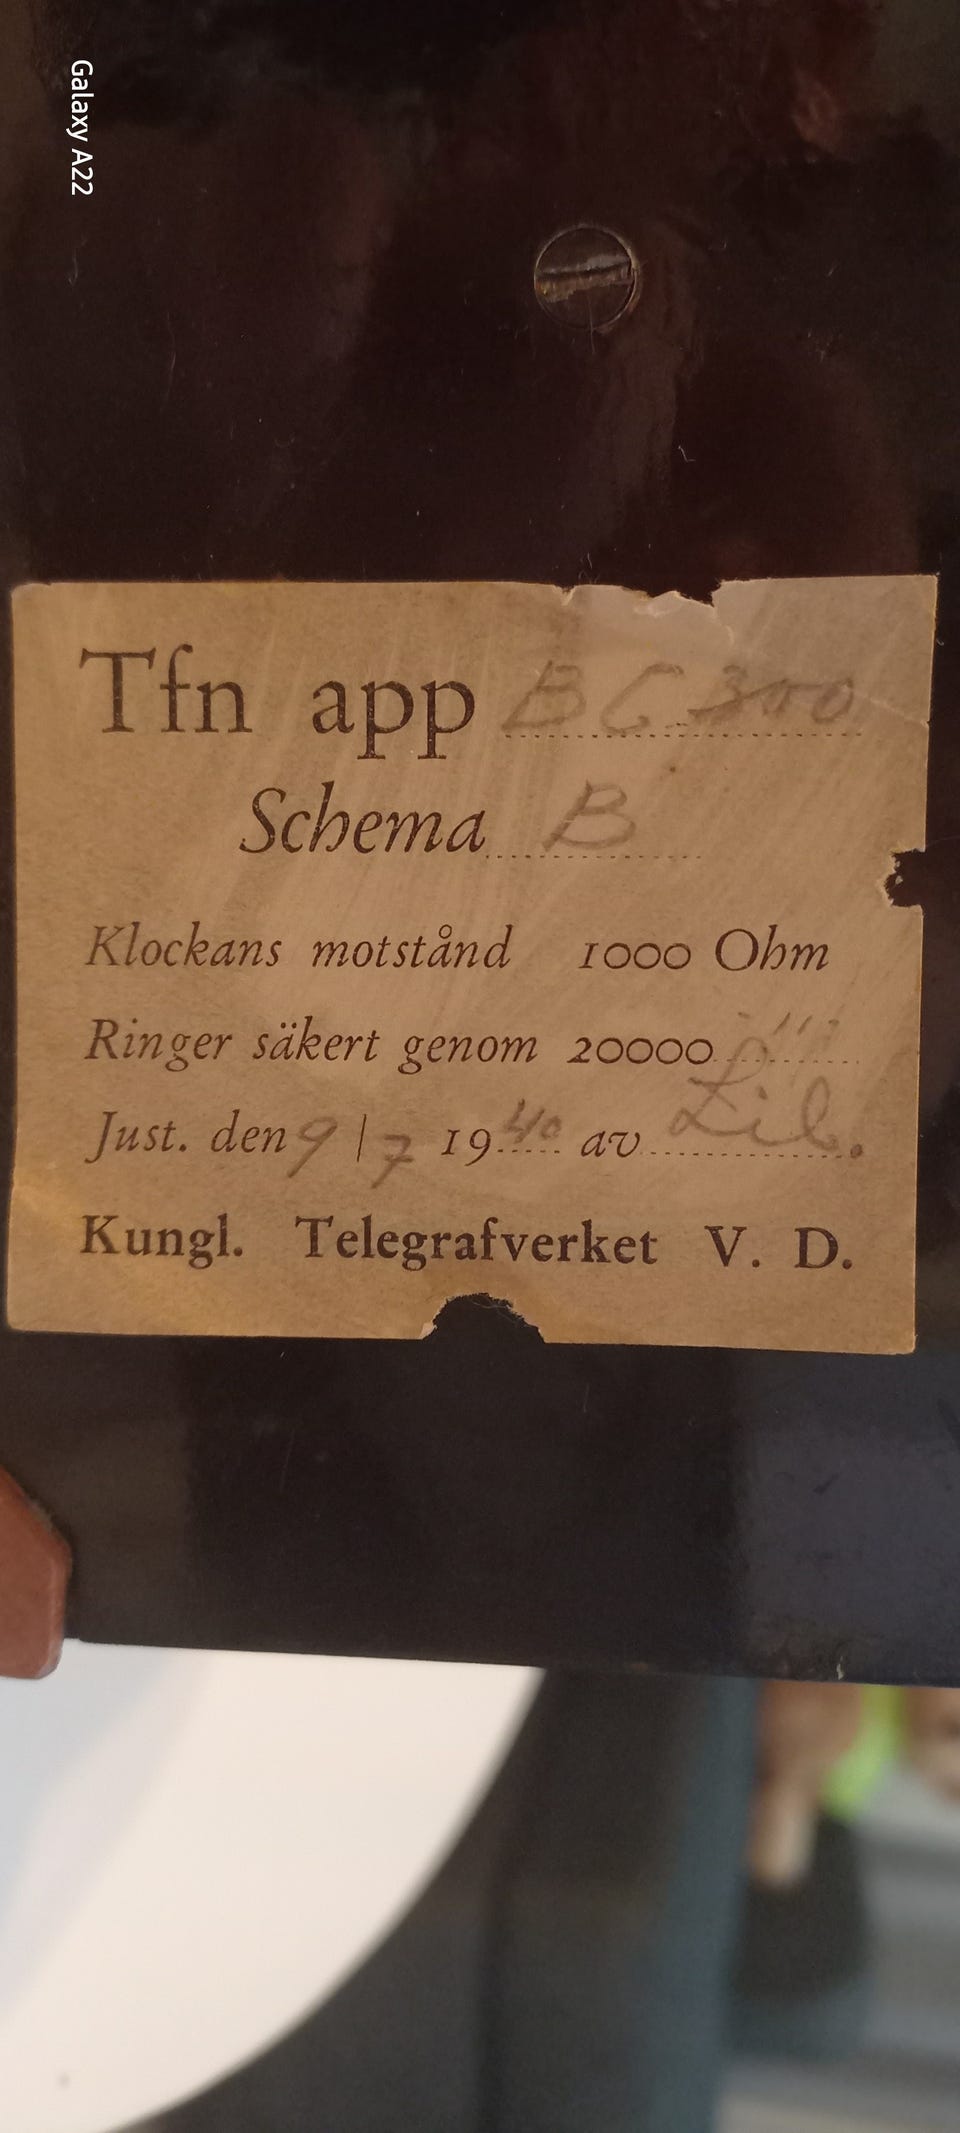 Galaxy A22
Tfn app BC 300
Schema B
Klockans motstånd 1000 Ohm
Ringer säkert genom 20000
Just. den 9/7 1940 av
Kungl. Telegrafverket V. D.